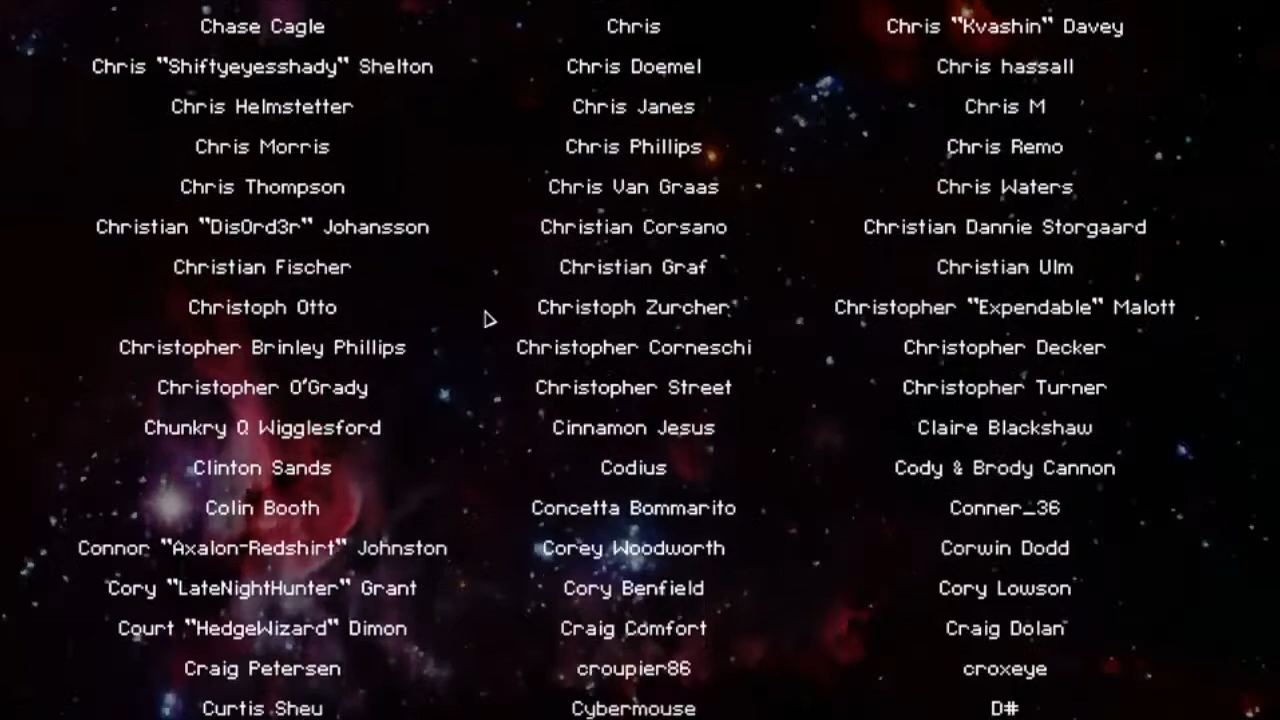 Chase Cagle Chris Chris "Kvashin" Davey
Chris "Shiftyeyesshady" Shelton Chris Doemel Chris hassall
Chris Helmstetter Chris Janes Chris M
Chris Morris Chris Phillips Chris Remo
Chris Thompson Chris Van Graas Chris Waters
Christian "Dis0rd3r" Johansson Christian Corsano Christian Dannie Storgaard
Christian Fischer Christian Graf Christian Ulm
Christoph Otto Christoph Zurcher Christopher "Expendable" Malott
Christopher Brinley Phillips Christopher Corneschi Christopher Decker
Christopher O'Grady Christopher Street Christopher Turner
Chunkry Q Wigglesford Cinnamon Jesus Claire Blackshaw
Clinton Sands Codius Cody & Brody Cannon
Colin Booth Concetta Bommarito Conner_36
Connor "Axalon-Redshirt" Johnston Corey Woodworth Corwin Dodd
Cory "LateNightHunter" Grant Cory Benfield Cory Lowson
Court "HedgeWizard" Dimon Craig Comfort Craig Dolan
Craig Petersen croupier86 croxeye
Curtis Sheu Cybermouse D#